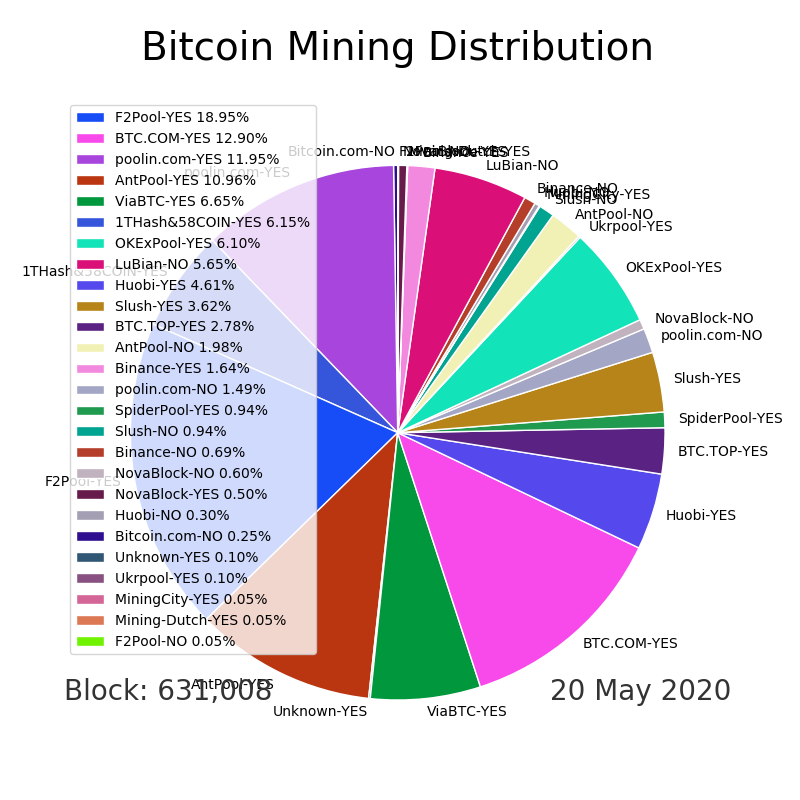 Bitcoin Mining Distribution
F2Pool-YES 18.95%
BTC.COM-YES 12.90%
poolin.com-YES 11.95%
AntPool-YES 10.96%
ViaBTC-YES 6.65%
1THash&58COIN-YES 6.15%
OKExPool-YES 6.10%
LuBian-NO 5.65%
Huobi-YES 4.61%
Slush-YES 3.62%
BTC.TOP-YES 2.78%
AntPool-NO 1.98%
Binance-YES 1.64%
poolin.com-NO 1.49%
SpiderPool-YES 0.94%
Slush-NO 0.94%
Binance-NO 0.69%
NovaBlock-NO 0.60%
NovaBlock-YES 0.50%
Huobi-NO 0.30%
Bitcoin.com-NO 0.25%
Unknown-YES 0.10%
Ukrpool-YES 0.10%
MiningCity-YES 0.05%
Mining-Dutch-YES 0.05%
F2Pool-NO 0.05%
Bitcoin.com-NO
poolin.com-YES
1THash&58COIN-YES
F2Pool-YES
AntPool-YES
Unknown-YES
ViaBTC-YES
BTC.COM-YES
Huobi-YES
BTC.TOP-YES
SpiderPool-YES
Slush-YES
poolin.com-NO
NovaBlock-NO
OKExPool-YES
Ukrpool-YES
AntPool-NO
Slush-NO
Binance-NO
LuBian-NO
Block: 631,008
20 May 2020